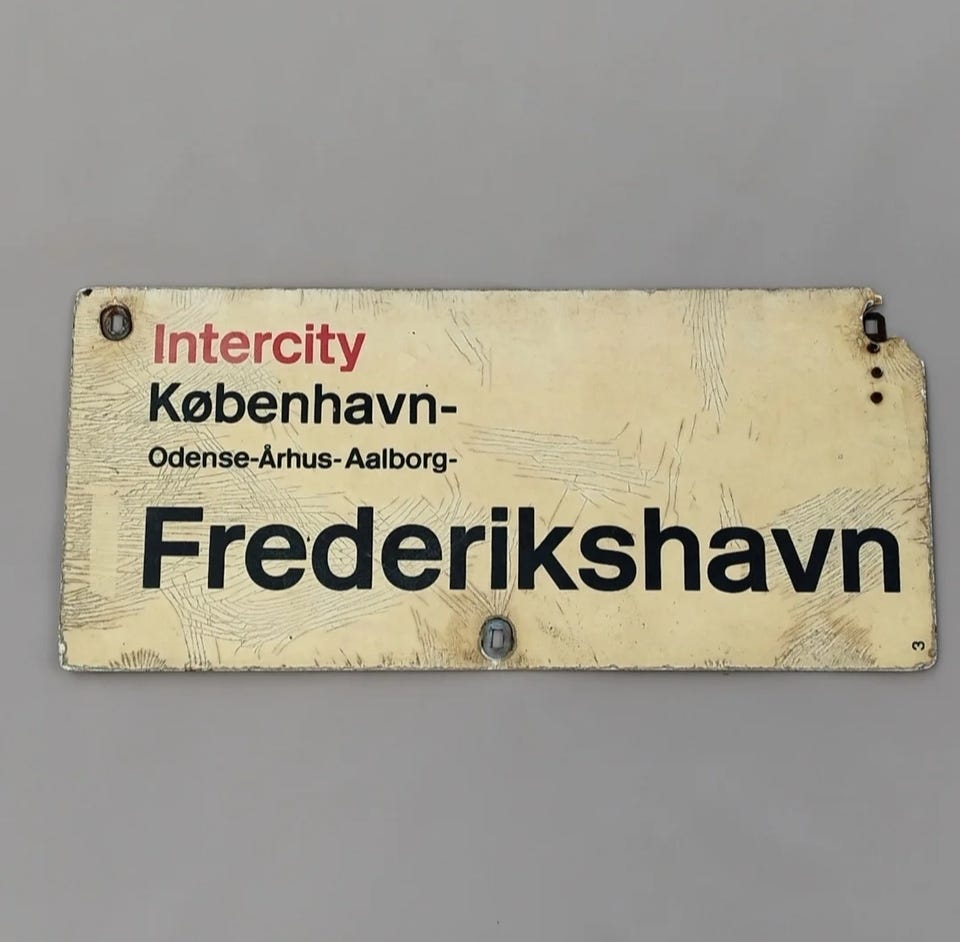 Intercity
København-
Odense-Århus- Aalborg-
Frederikshavn
3